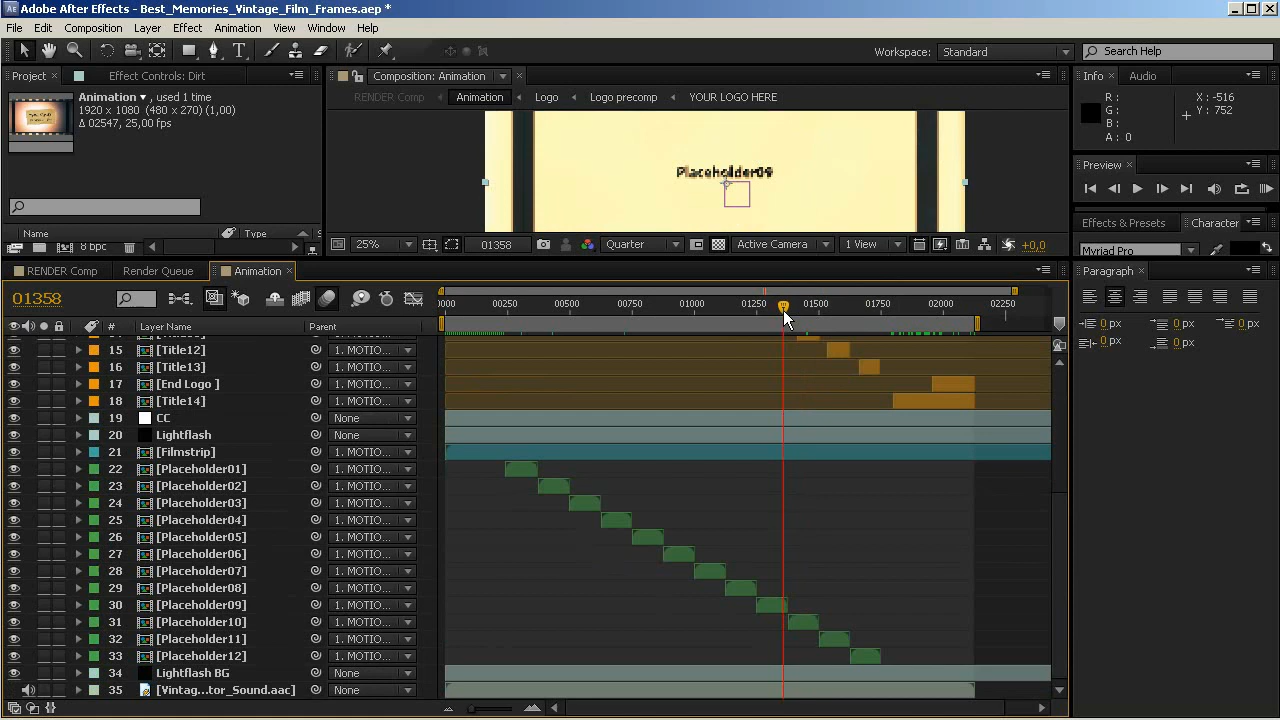 Adobe After Effects - Best_Memories_Vintage_Film_Frames.aep *
File Edit Composition Layer Effect Animation View Window Help
Workspace: Standard Search Help
Project Effect Controls: Dirt Composition: Animation Info Audio
Animation ▾, used 1 time
1920 x 1080 (480 x 270) (1,00)
Δ 02547, 25,00 fps
RENDER Comp Animation Logo Logo precomp YOUR LOGO HERE
R: X: -516
G: Y: 752
B:
A: 0
Placeholder09
Preview
Effects & Presets Character
Name Type
8 bpc
25% 01358 Quarter Active Camera 1 View +0,0
Myriad Pro
RENDER Comp Render Queue Animation
Paragraph
01358
0000 00250 00500 00750 01000 01250 01500 01750 02000 02250
0 px 0 px 0 px
0 px 0 px
# Layer Name Parent
15 [Title12] 1. MOTIO...
16 [Title13] 1. MOTIO...
17 [End Logo ] 1. MOTIO...
18 [Title14] 1. MOTIO...
19 CC None
20 Lightflash None
21 [Filmstrip] 1. MOTIO...
22 [Placeholder01] 1. MOTIO...
23 [Placeholder02] 1. MOTIO...
24 [Placeholder03] 1. MOTIO...
25 [Placeholder04] 1. MOTIO...
26 [Placeholder05] 1. MOTIO...
27 [Placeholder06] 1. MOTIO...
28 [Placeholder07] 1. MOTIO...
29 [Placeholder08] 1. MOTIO...
30 [Placeholder09] 1. MOTIO...
31 [Placeholder10] 1. MOTIO...
32 [Placeholder11] 1. MOTIO...
33 [Placeholder12] 1. MOTIO...
34 Lightflash BG None
35 [Vintag...tor_Sound.aac] None